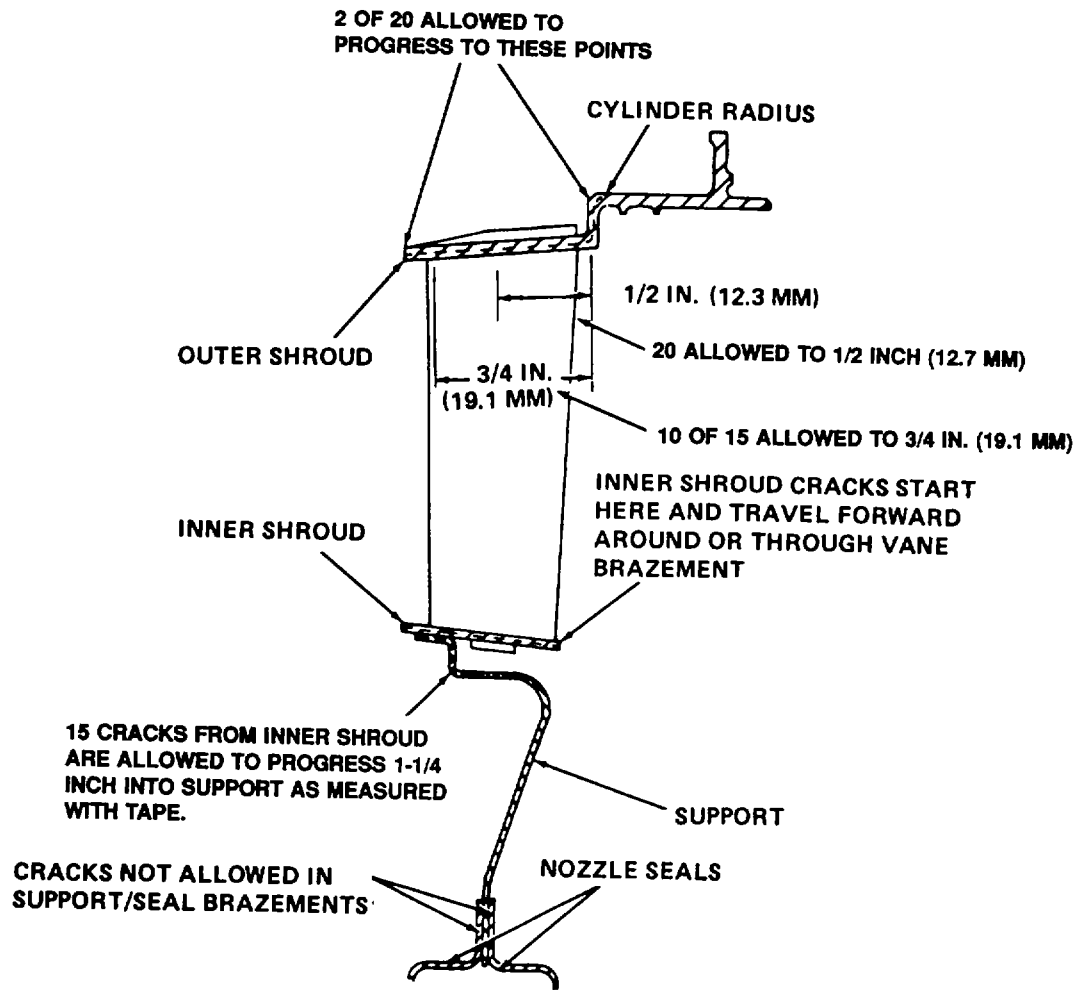 2 OF 20 ALLOWED TO
PROGRESS TO THESE POINTS
CYLINDER RADIUS
1/2 IN. (12.3 MM)
OUTER SHROUD
20 ALLOWED TO 1/2 INCH (12.7 MM)
3/4 IN.
(19.1 MM)
10 OF 15 ALLOWED TO 3/4 IN. (19.1 MM)
INNER SHROUD CRACKS START
HERE AND TRAVEL FORWARD
AROUND OR THROUGH VANE
BRAZEMENT
INNER SHROUD
15 CRACKS FROM INNER SHROUD
ARE ALLOWED TO PROGRESS 1-1/4
INCH INTO SUPPORT AS MEASURED
WITH TAPE.
SUPPORT
CRACKS NOT ALLOWED IN
SUPPORT/SEAL BRAZEMENTS
NOZZLE SEALS